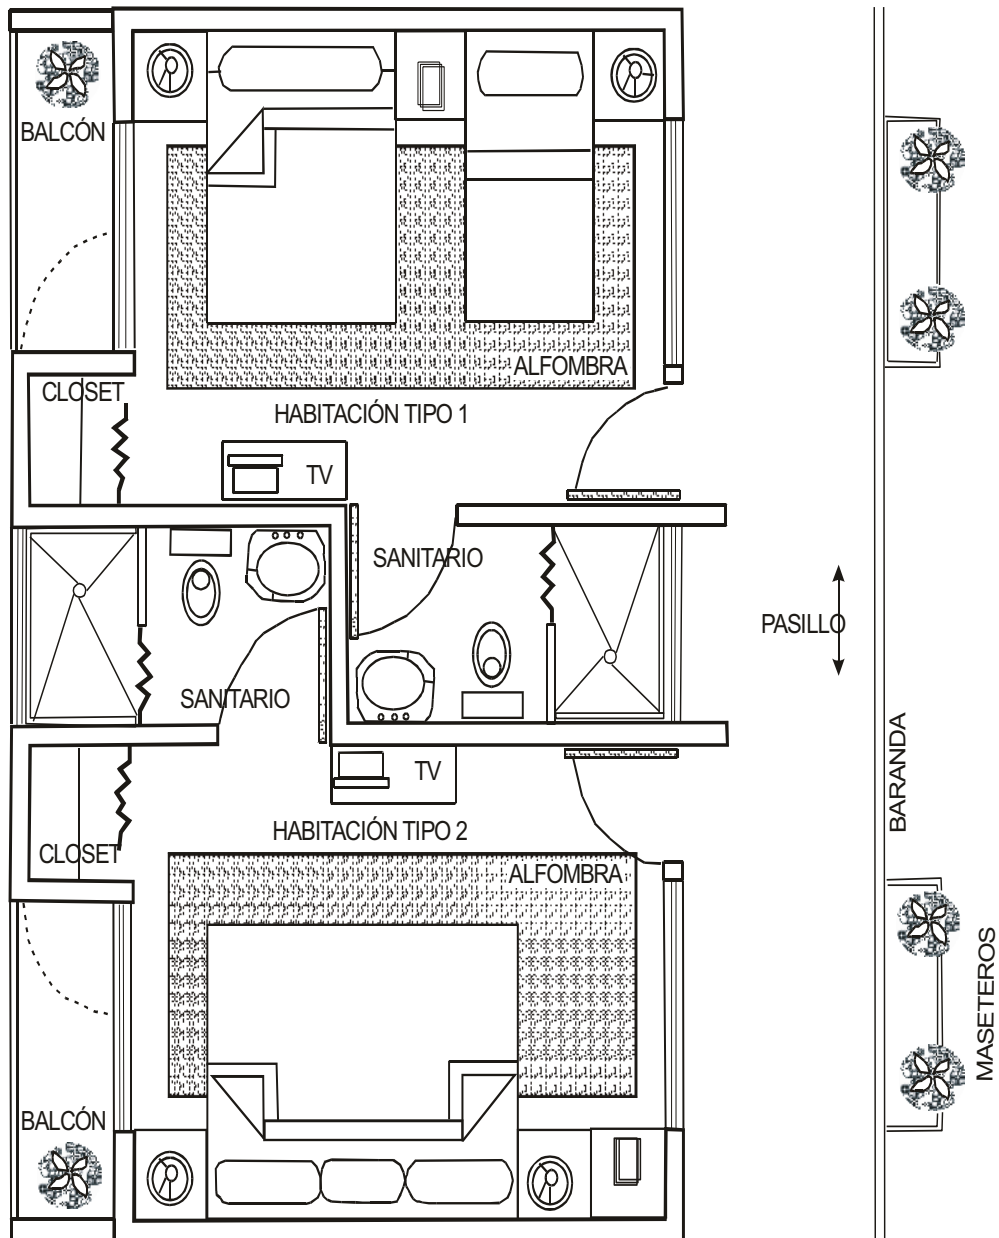 BALCÓN
ALFOMBRA
CLOSET
HABITACIÓN TIPO 1
TV
SANITARIO
PASILLO
SANITARIO
BARANDA
TV
HABITACIÓN TIPO 2
CLOSET
ALFOMBRA
MASETEROS
BALCÓN